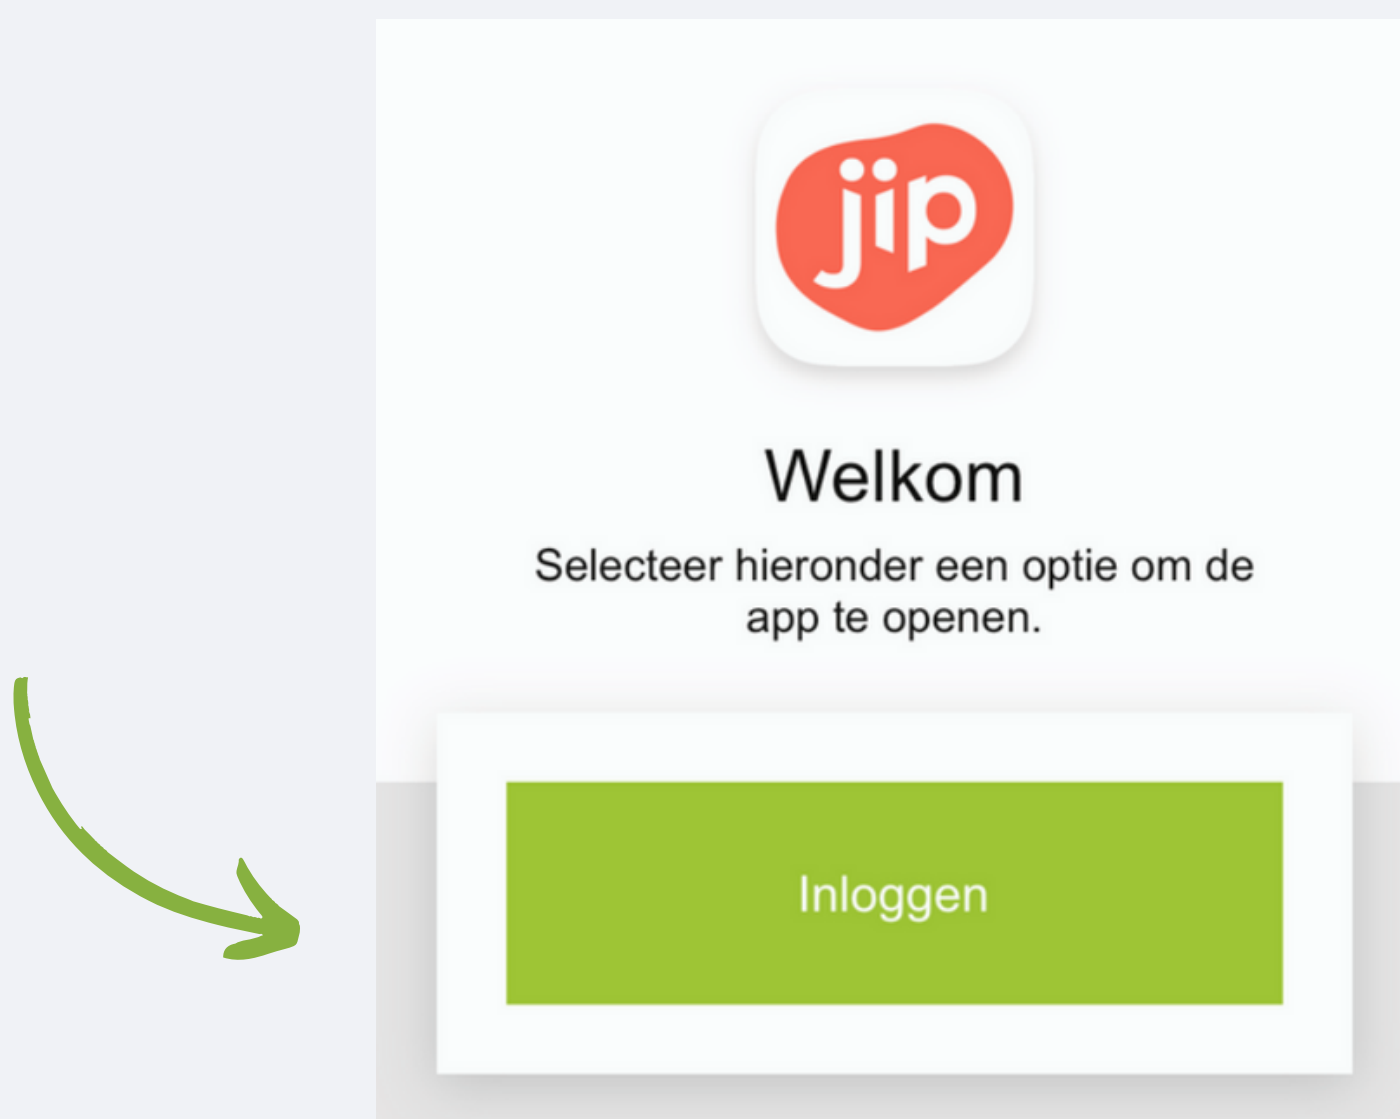 jip
Welkom
Selecteer hieronder een optie om de
app te openen.
Inloggen